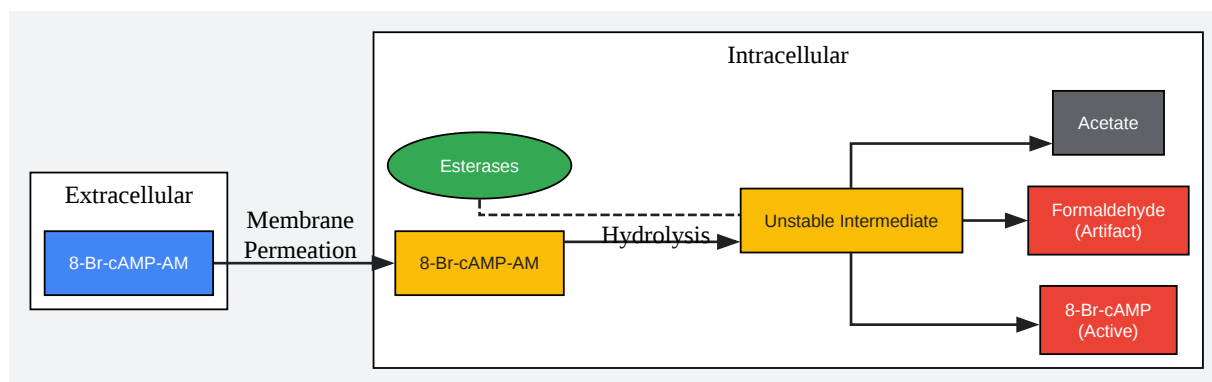 Intracellular
Acetate
Esterases
Extracellular
Membrane
Permeation
8-Br-cAMP-AM
8-Br-cAMP-AM
Hydrolysis
Unstable Intermediate
Formaldehyde
(Artifact)
8-Br-cAMP
(Active)